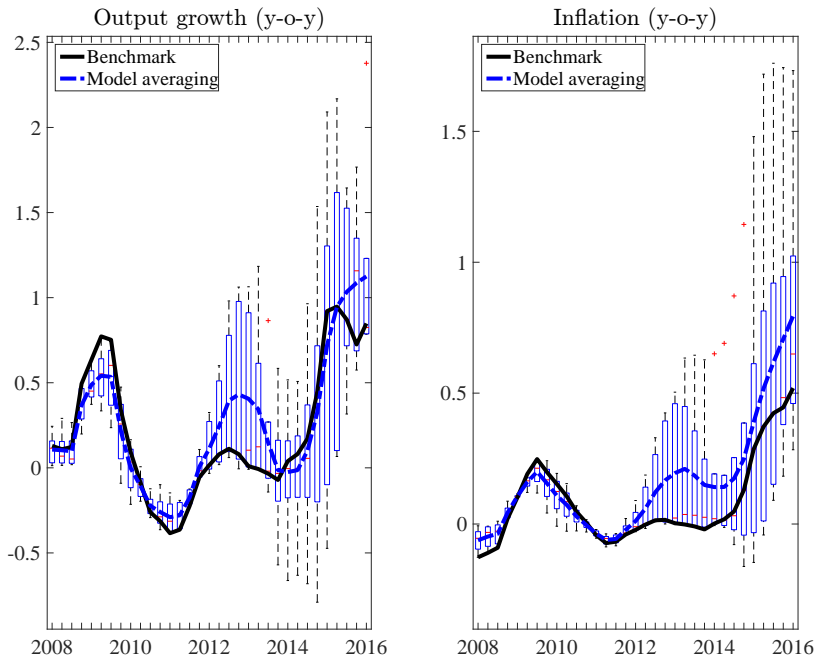 Output growth (y-o-y)
Benchmark
Model averaging
2.5
2
1.5
1
0.5
0
-0.5
2008 2010 2012 2014 2016
Inflation (y-o-y)
Benchmark
Model averaging
1.5
1
0.5
0
2008 2010 2012 2014 2016